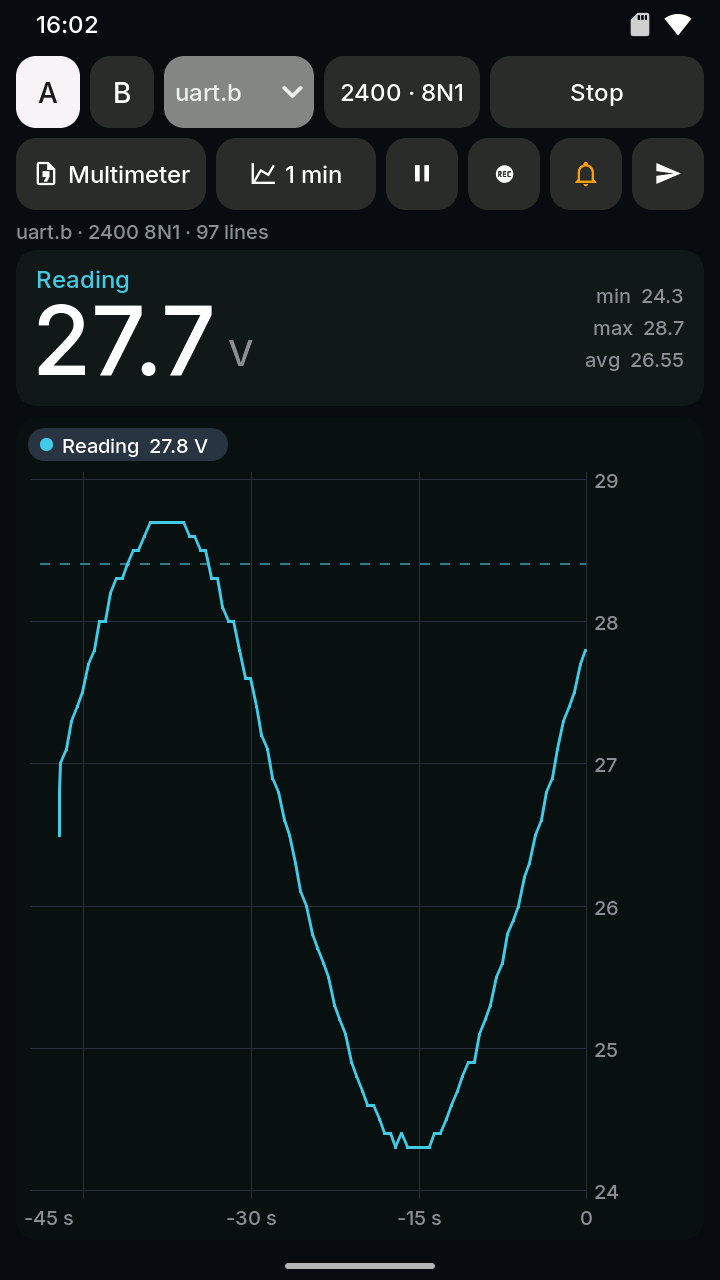 16:02
A B uart.b 2400 · 8N1 Stop
Multimeter 1 min REC
uart.b · 2400 8N1 · 97 lines
Reading
27.7 V
min 24.3
max 28.7
avg 26.55
Reading 27.8 V
29
28
27
26
25
24
-45 s -30 s -15 s 0